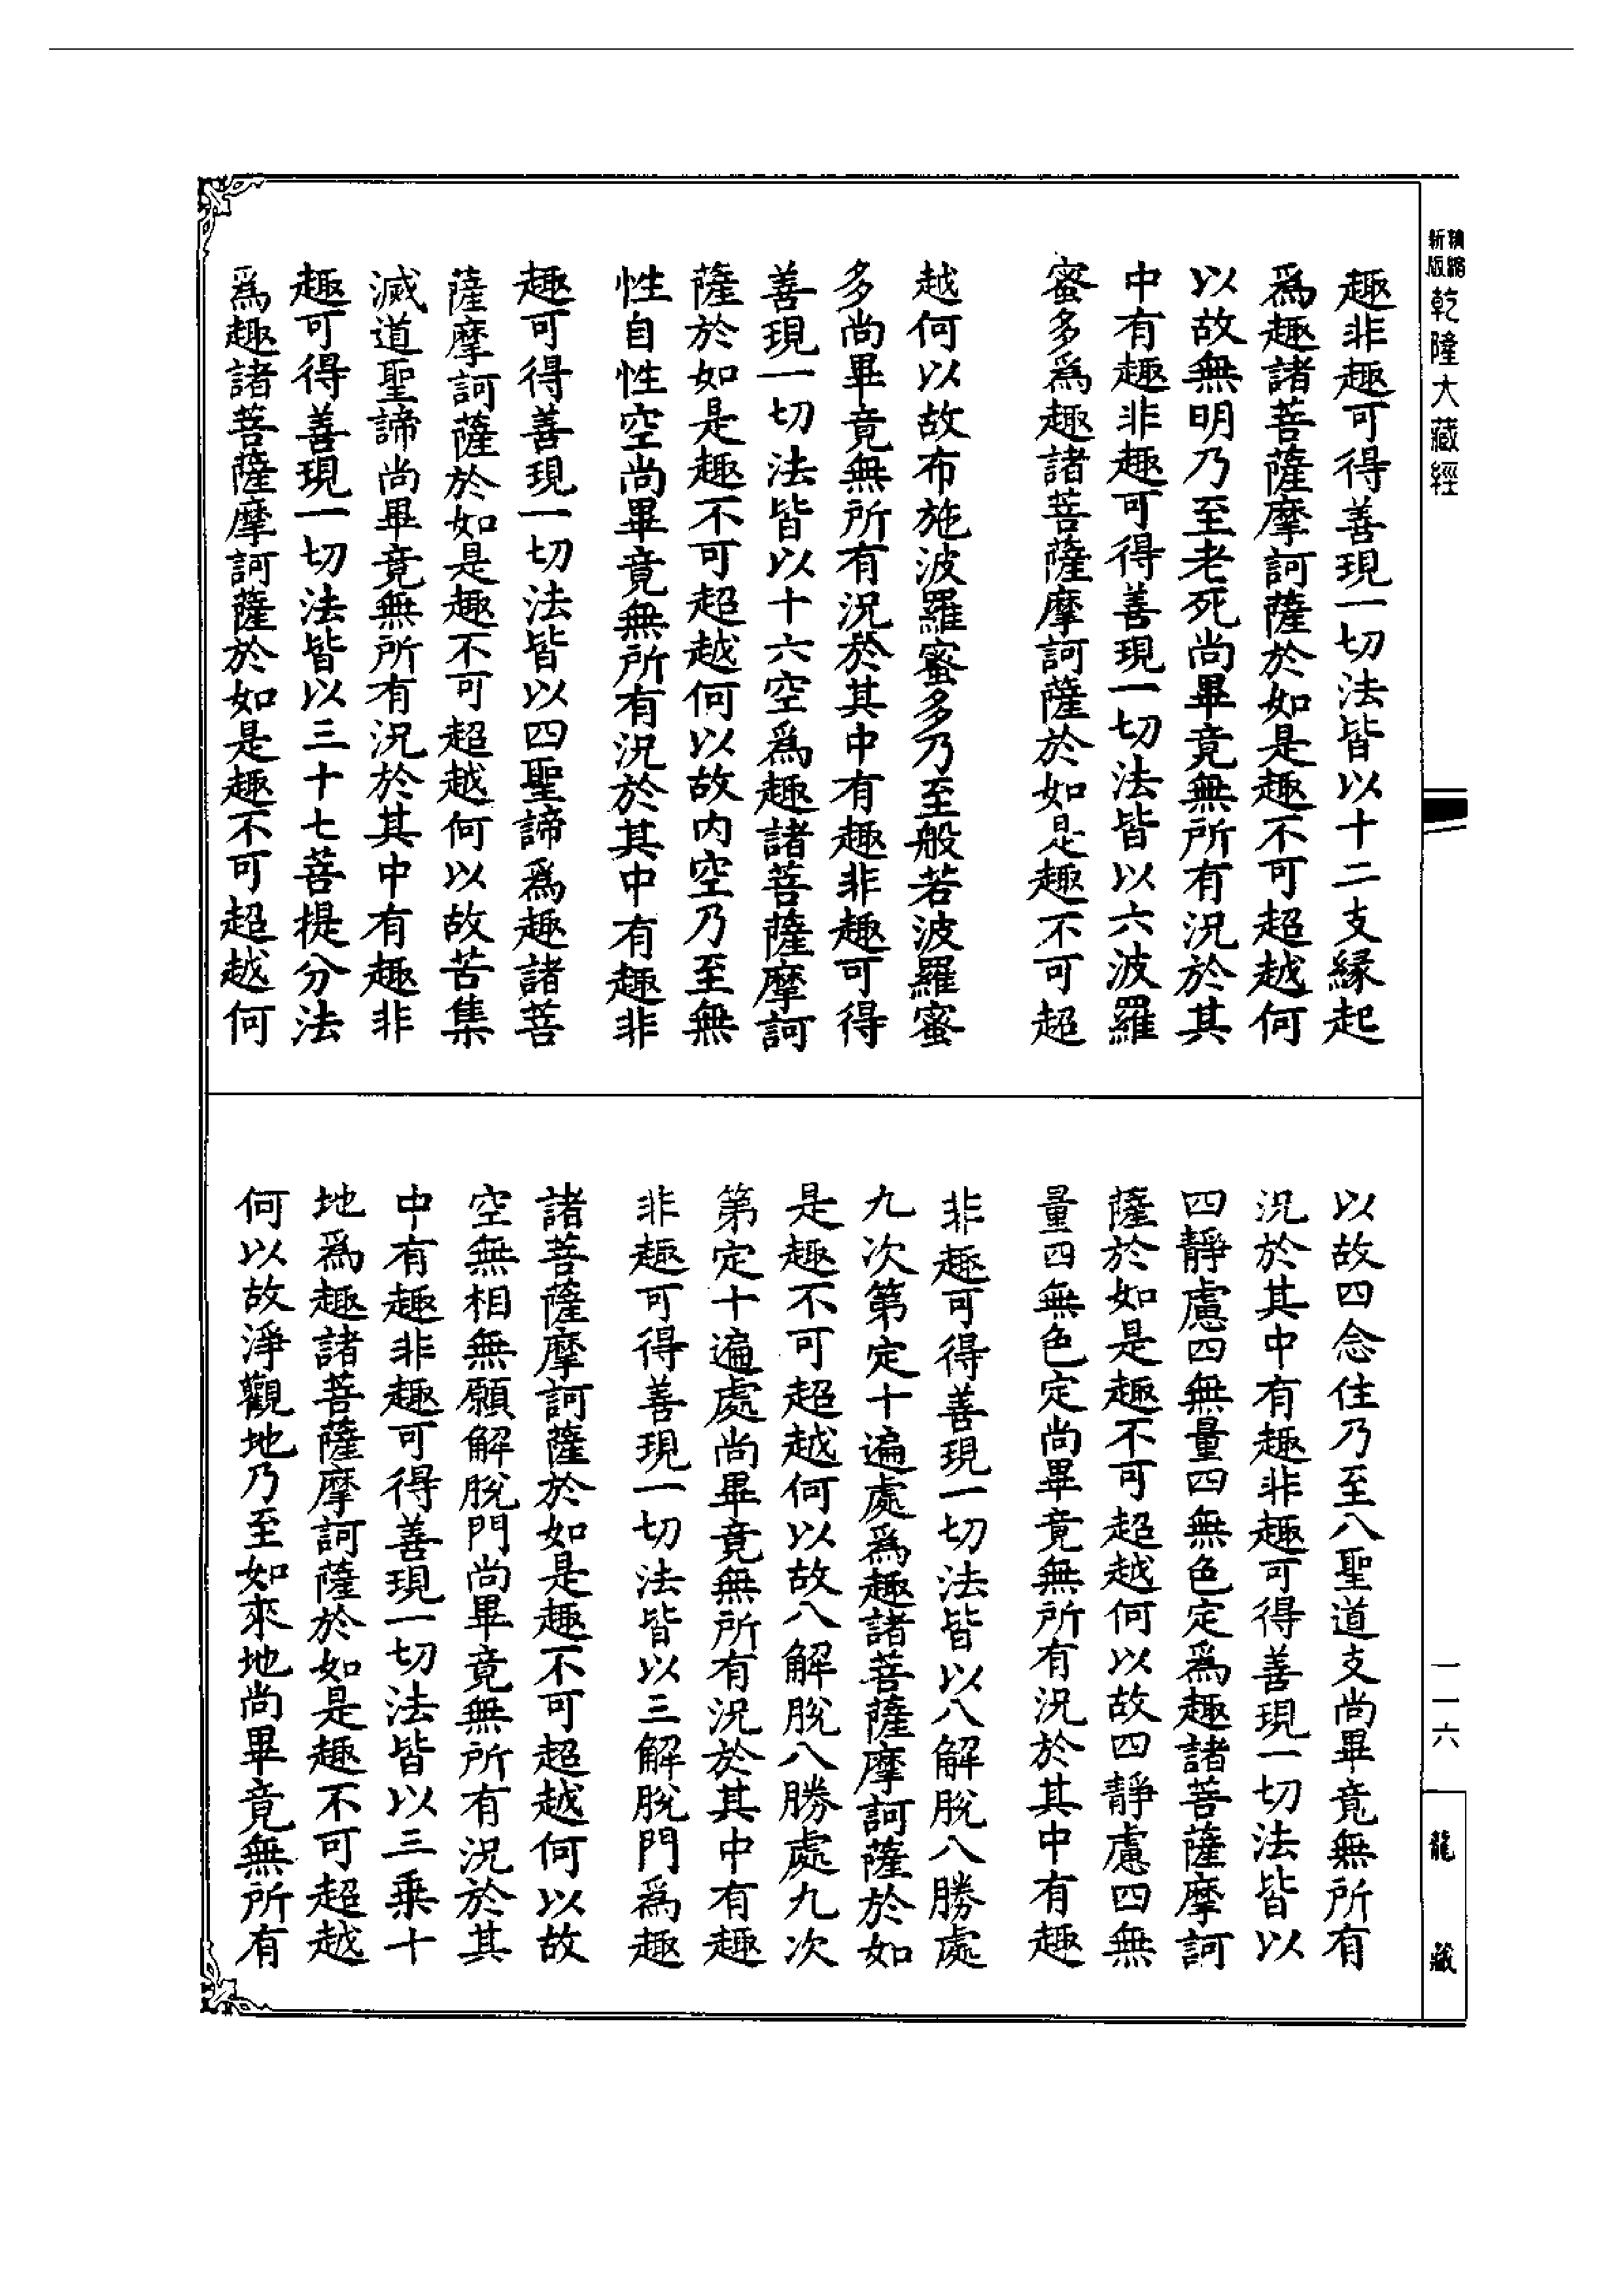 精縮
新版
乾隆大藏經
趣非趣可得善現一切法皆以十二支緣起
爲趣諸菩薩摩訶薩於如是趣不可超越何
以故無明乃至老死尚畢竟無所有況於其
中有趣非趣可得善現一切法皆以六波羅
蜜多爲趣諸菩薩摩訶薩於如是趣不可超
越何以故布施波羅蜜多乃至般若波羅蜜
多尚畢竟無所有況於其中有趣非趣可得
善現一切法皆以十六空爲趣諸菩薩摩訶
薩於如是趣不可超越何以故內空乃至無
性自性空尚畢竟無所有況於其中有趣非
趣可得善現一切法皆以四聖諦爲趣諸菩
薩摩訶薩於如是趣不可超越何以故苦集
滅道聖諦尚畢竟無所有況於其中有趣非
趣可得善現一切法皆以三十七菩提分法
爲趣諸菩薩摩訶薩於如是趣不可超越何
以故四念住乃至八聖道支尚畢竟無所有
況於其中有趣非趣可得善現一切法皆以
四靜慮四無量四無色定爲趣諸菩薩摩訶
薩於如是趣不可超越何以故四靜慮四無
量四無色定尚畢竟無所有況於其中有趣
非趣可得善現一切法皆以八解脫八勝處
九次第定十遍處爲趣諸菩薩摩訶薩於如
是趣不可超越何以故八解脫八勝處九次
第定十遍處尚畢竟無所有況於其中有趣
非趣可得善現一切法皆以三解脫門爲趣
諸菩薩摩訶薩於如是趣不可超越何以故
空無相無願解脫門尚畢竟無所有況於其
中有趣非趣可得善現一切法皆以三乘十
地爲趣諸菩薩摩訶薩於如是趣不可超越
何以故淨觀地乃至如來地尚畢竟無所有
一一六
龍藏